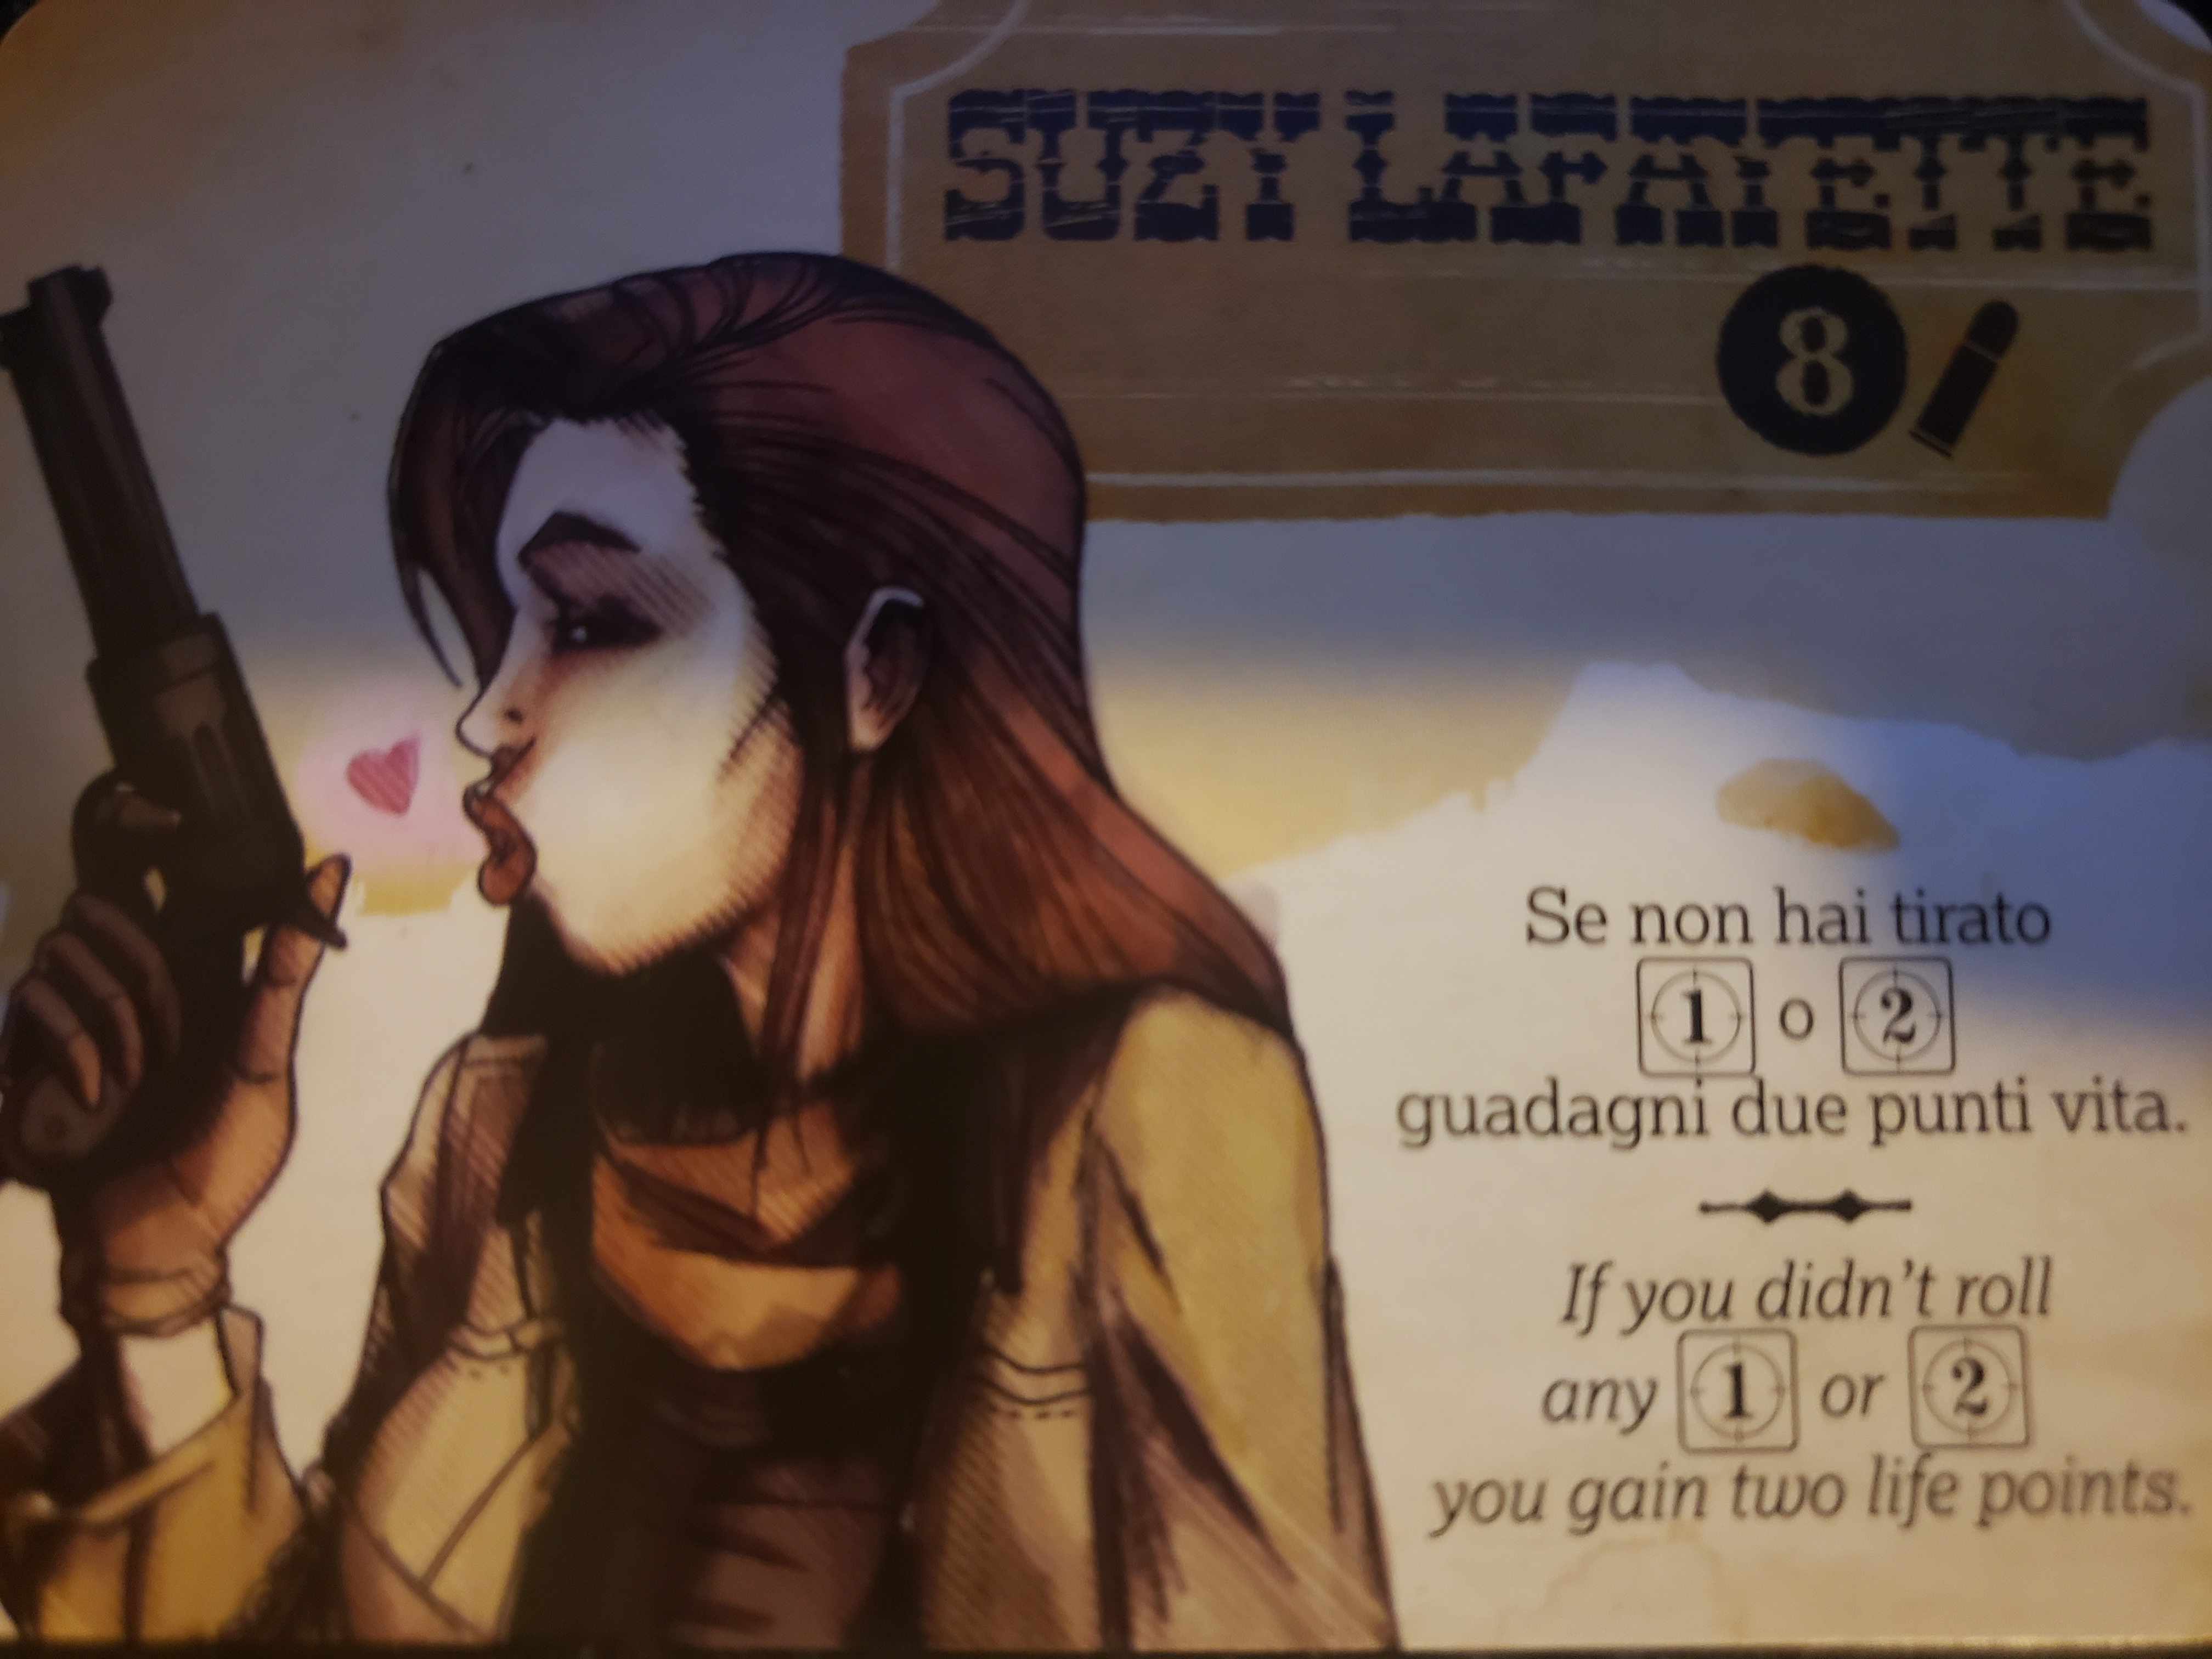 SUZY LAFAYETTE
8
Se non hai tirato
1 o 2
guadagni due punti vita.
If you didn't roll
any 1 or 2
you gain two life points.